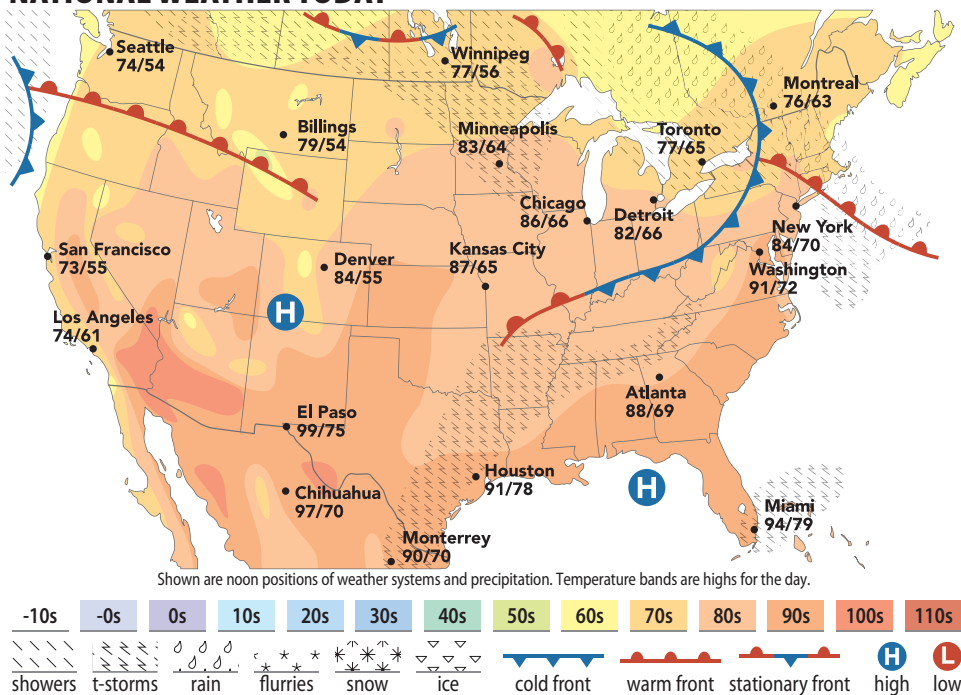 NATIONAL WEATHER TODAY
Seattle
74/54
Winnipeg
77/56
Montreal
76/63
Billings
79/54
Minneapolis
83/64
Toronto
77/65
Chicago
86/66
Detroit
82/66
New York
84/70
San Francisco
73/55
Denver
84/55
Kansas City
87/65
Washington
91/72
H
Los Angeles
74/61
Atlanta
88/69
El Paso
99/75
Houston
91/78
H
Chihuahua
97/70
Miami
94/79
Monterrey
90/70
Shown are noon positions of weather systems and precipitation. Temperature bands are highs for the day.
-10s -0s 0s 10s 20s 30s 40s 50s 60s 70s 80s 90s 100s 110s
H L
showers t-storms rain flurries snow ice cold front warm front stationary front high low